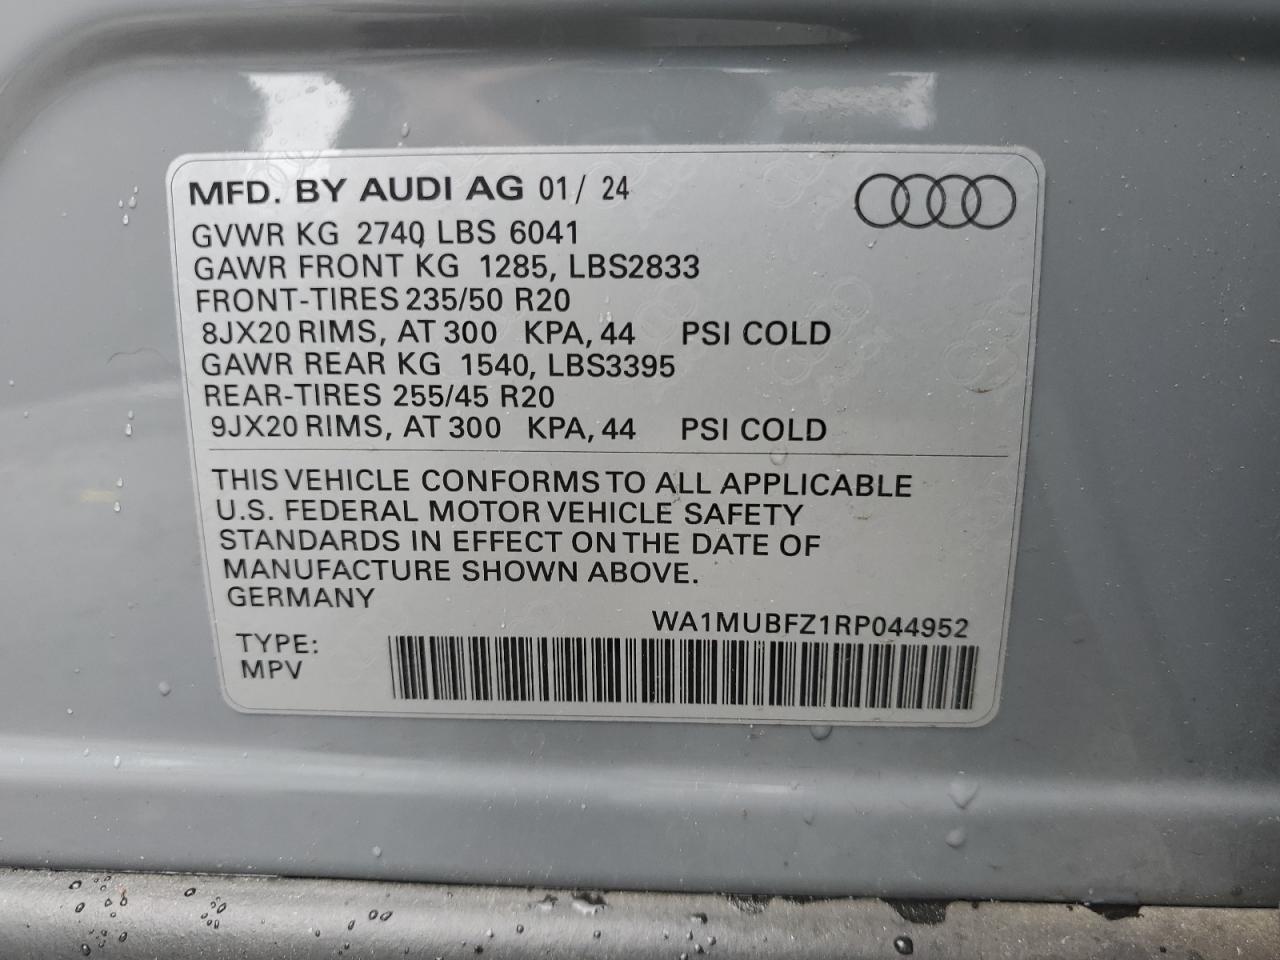 MFD. BY AUDI AG 01/ 24
GVWR KG 2740 LBS 6041
GAWR FRONT KG 1285, LBS2833
FRONT-TIRES 235/50 R20
8JX20 RIMS, AT 300 KPA, 44 PSI COLD
GAWR REAR KG 1540, LBS3395
REAR-TIRES 255/45 R20
9JX20 RIMS, AT 300 KPA, 44 PSI COLD
THIS VEHICLE CONFORMS TO ALL APPLICABLE
U.S. FEDERAL MOTOR VEHICLE SAFETY
STANDARDS IN EFFECT ON THE DATE OF
MANUFACTURE SHOWN ABOVE.
GERMANY
WA1MUBFZ1RP044952
TYPE:
MPV